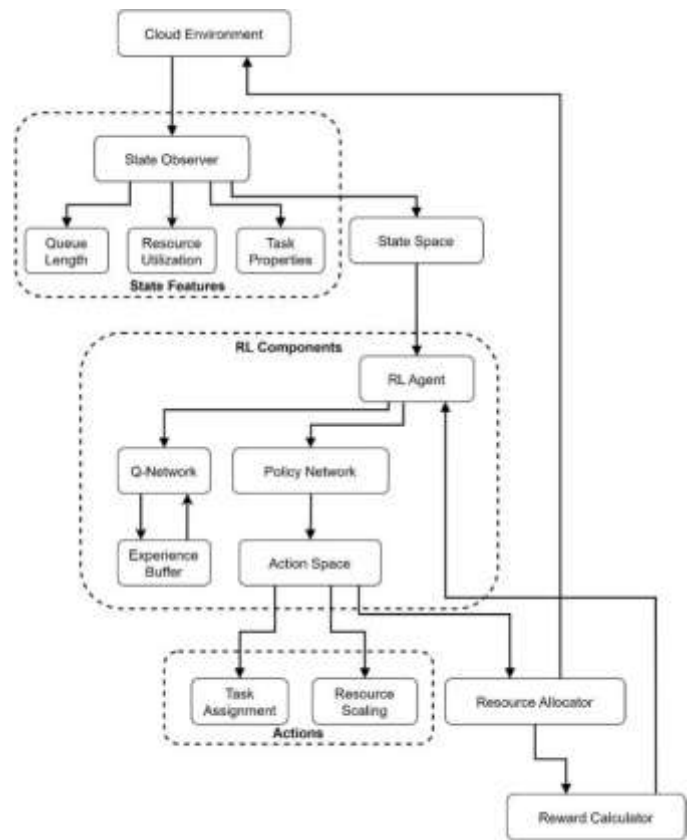 Cloud Environment
State Observer
Queue
Length
Resource
Utilization
Task
Properties
State Space
State Features
RL Components
RL Agent
Q-Network
Policy Network
Experience
Buffer
Action Space
Task
Assignment
Resource
Scaling
Resource Allocator
Actions
Reward Calculator